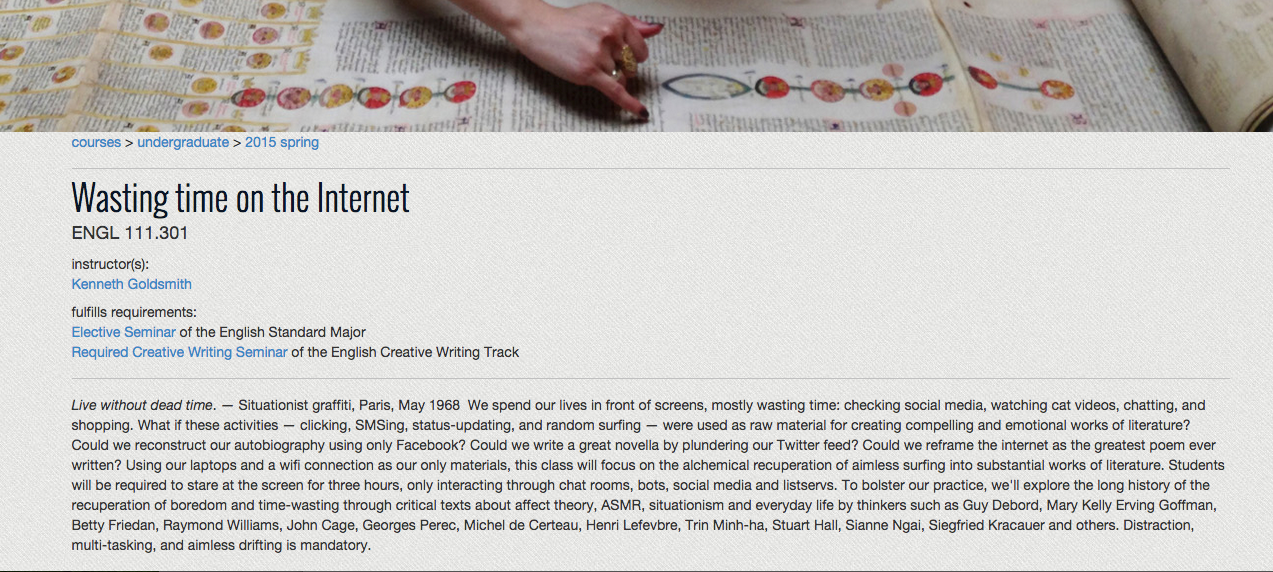 courses > undergraduate > 2015 spring
Wasting time on the Internet
ENGL 111.301
instructor(s):
Kenneth Goldsmith
fulfills requirements:
Elective Seminar of the English Standard Major
Required Creative Writing Seminar of the English Creative Writing Track
Live without dead time. — Situationist graffiti, Paris, May 1968  We spend our lives in front of screens, mostly wasting time: checking social media, watching cat videos, chatting, and
shopping. What if these activities — clicking, SMSing, status-updating, and random surfing — were used as raw material for creating compelling and emotional works of literature?
Could we reconstruct our autobiography using only Facebook? Could we write a great novella by plundering our Twitter feed? Could we reframe the internet as the greatest poem ever
written? Using our laptops and a wifi connection as our only materials, this class will focus on the alchemical recuperation of aimless surfing into substantial works of literature. Students
will be required to stare at the screen for three hours, only interacting through chat rooms, bots, social media and listservs. To bolster our practice, we'll explore the long history of the
recuperation of boredom and time-wasting through critical texts about affect theory, ASMR, situationism and everyday life by thinkers such as Guy Debord, Mary Kelly Erving Goffman,
Betty Friedan, Raymond Williams, John Cage, Georges Perec, Michel de Certeau, Henri Lefevbre, Trin Minh-ha, Stuart Hall, Sianne Ngai, Siegfried Kracauer and others. Distraction,
multi-tasking, and aimless drifting is mandatory.